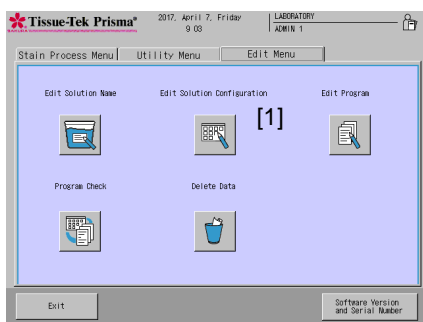 Tissue-Tek Prisma®
SAKURA
2017, April 7, Friday
9 03
LABORATORY
ADMIN 1
Stain Process Menu
Utility Menu
Edit Menu
Edit Solution Name
Edit Solution Configuration
Edit Program
[1]
Program Check
Delete Data
Exit
Software Version
and Serial Number